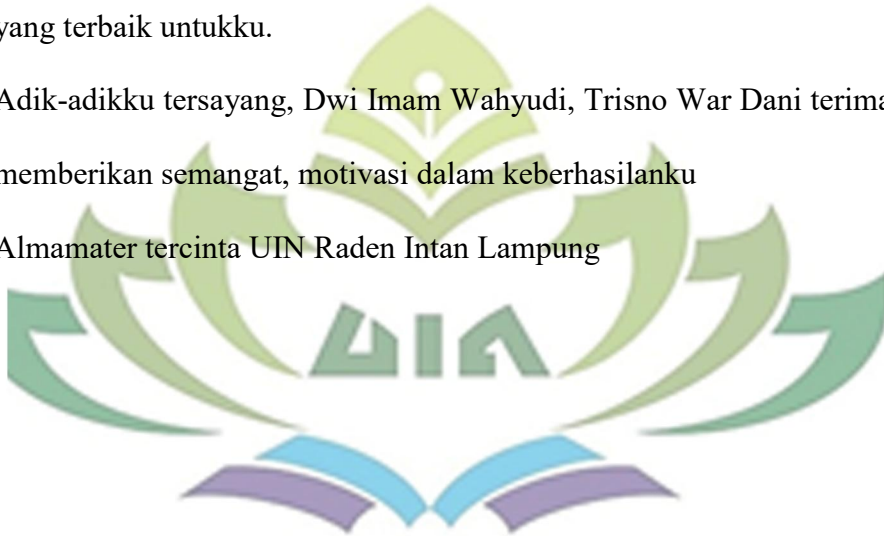 yang terbaik untukku.
Adik-adikku tersayang, Dwi Imam Wahyudi, Trisno War Dani terima
memberikan semangat, motivasi dalam keberhasilanku
Almamater tercinta UIN Raden Intan Lampung
UIN